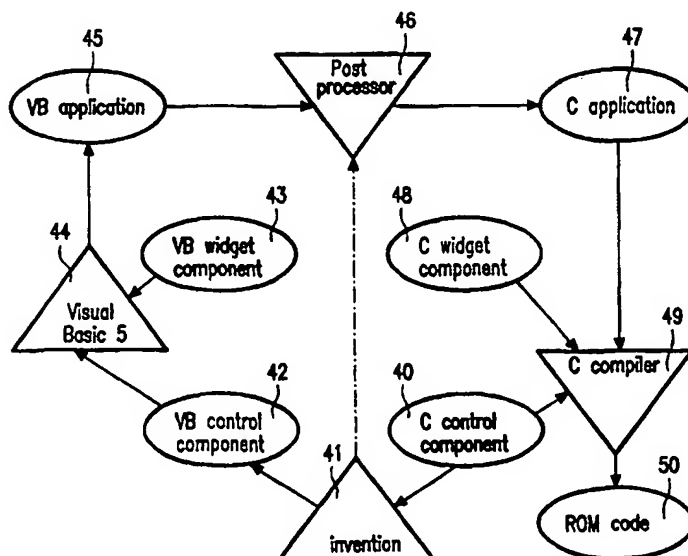 45
46
47
VB application
Post
processor
C application
43
48
44
VB widget
component
C widget
component
49
Visual
Basic 5
C compiler
42
40
VB control
component
C control
component
41
50
invention
ROM code